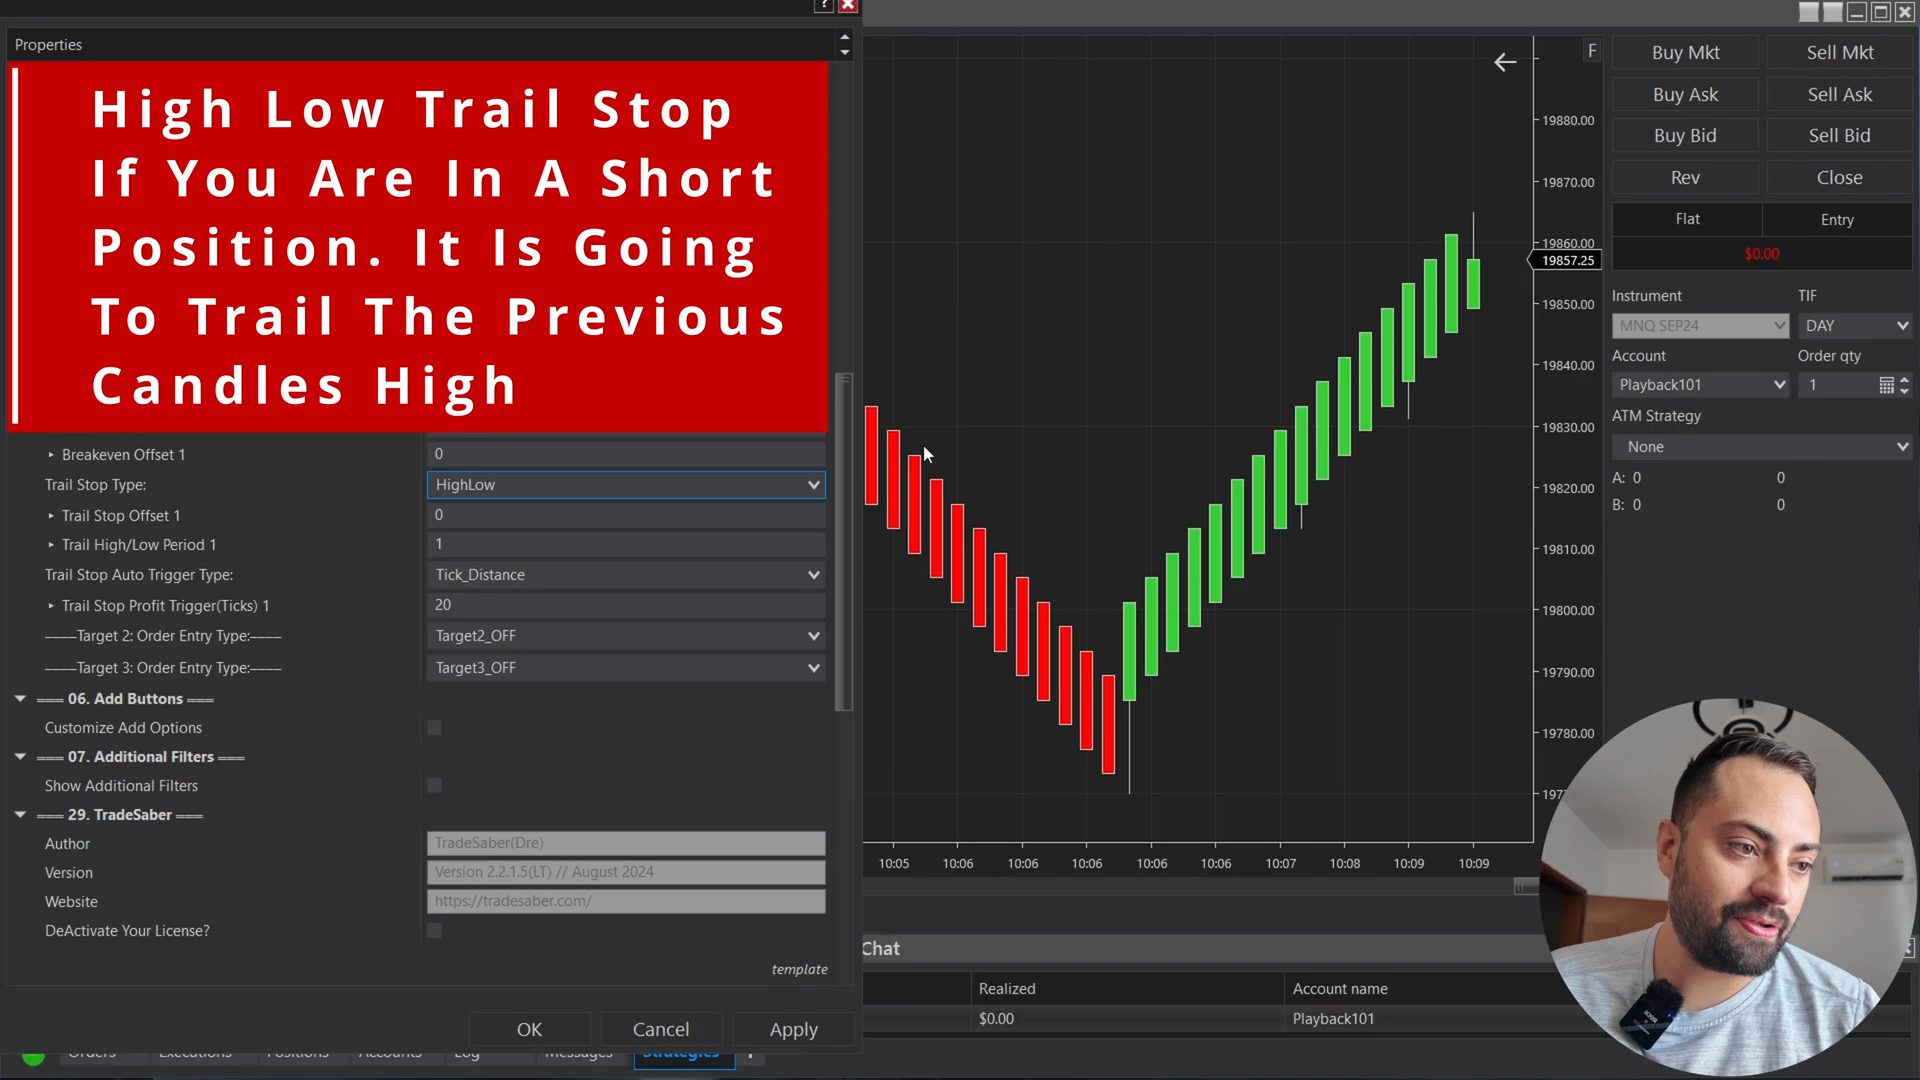 ?
Properties
High Low Trail Stop
If You Are In A Short
Position. It Is Going
To Trail The Previous
Candles High
Breakeven Offset 1
0
Trail Stop Type:
HighLow
Trail Stop Offset 1
0
Trail High/Low Period 1
1
Trail Stop Auto Trigger Type:
Tick_Distance
Trail Stop Profit Trigger(Ticks) 1
20
——Target 2: Order Entry Type:——
Target2_OFF
——Target 3: Order Entry Type:——
Target3_OFF
=== 06. Add Buttons ===
Customize Add Options
=== 07. Additional Filters ===
Show Additional Filters
=== 29. TradeSaber ===
Author
TradeSaber(Dre)
Version
Version 2.2.1.5(LT) // August 2024
Website
https://tradesaber.com/
DeActivate Your License?
template
OK
Cancel
Apply
Orders
Executions
Positions
Accounts
Log
Messages
Strategies
F
19880.00
19870.00
19860.00
19857.25
19850.00
19840.00
19830.00
19820.00
19810.00
19800.00
19790.00
19780.00
10:05
10:06
10:06
10:06
10:06
10:06
10:07
10:08
10:09
10:09
Buy Mkt
Sell Mkt
Buy Ask
Sell Ask
Buy Bid
Sell Bid
Rev
Close
Flat
Entry
$0.00
Instrument
TIF
MNQ SEP24
DAY
Account
Order qty
Playback101
1
ATM Strategy
None
A: 0
0
B: 0
0
Chat
Realized
Account name
$0.00
Playback101